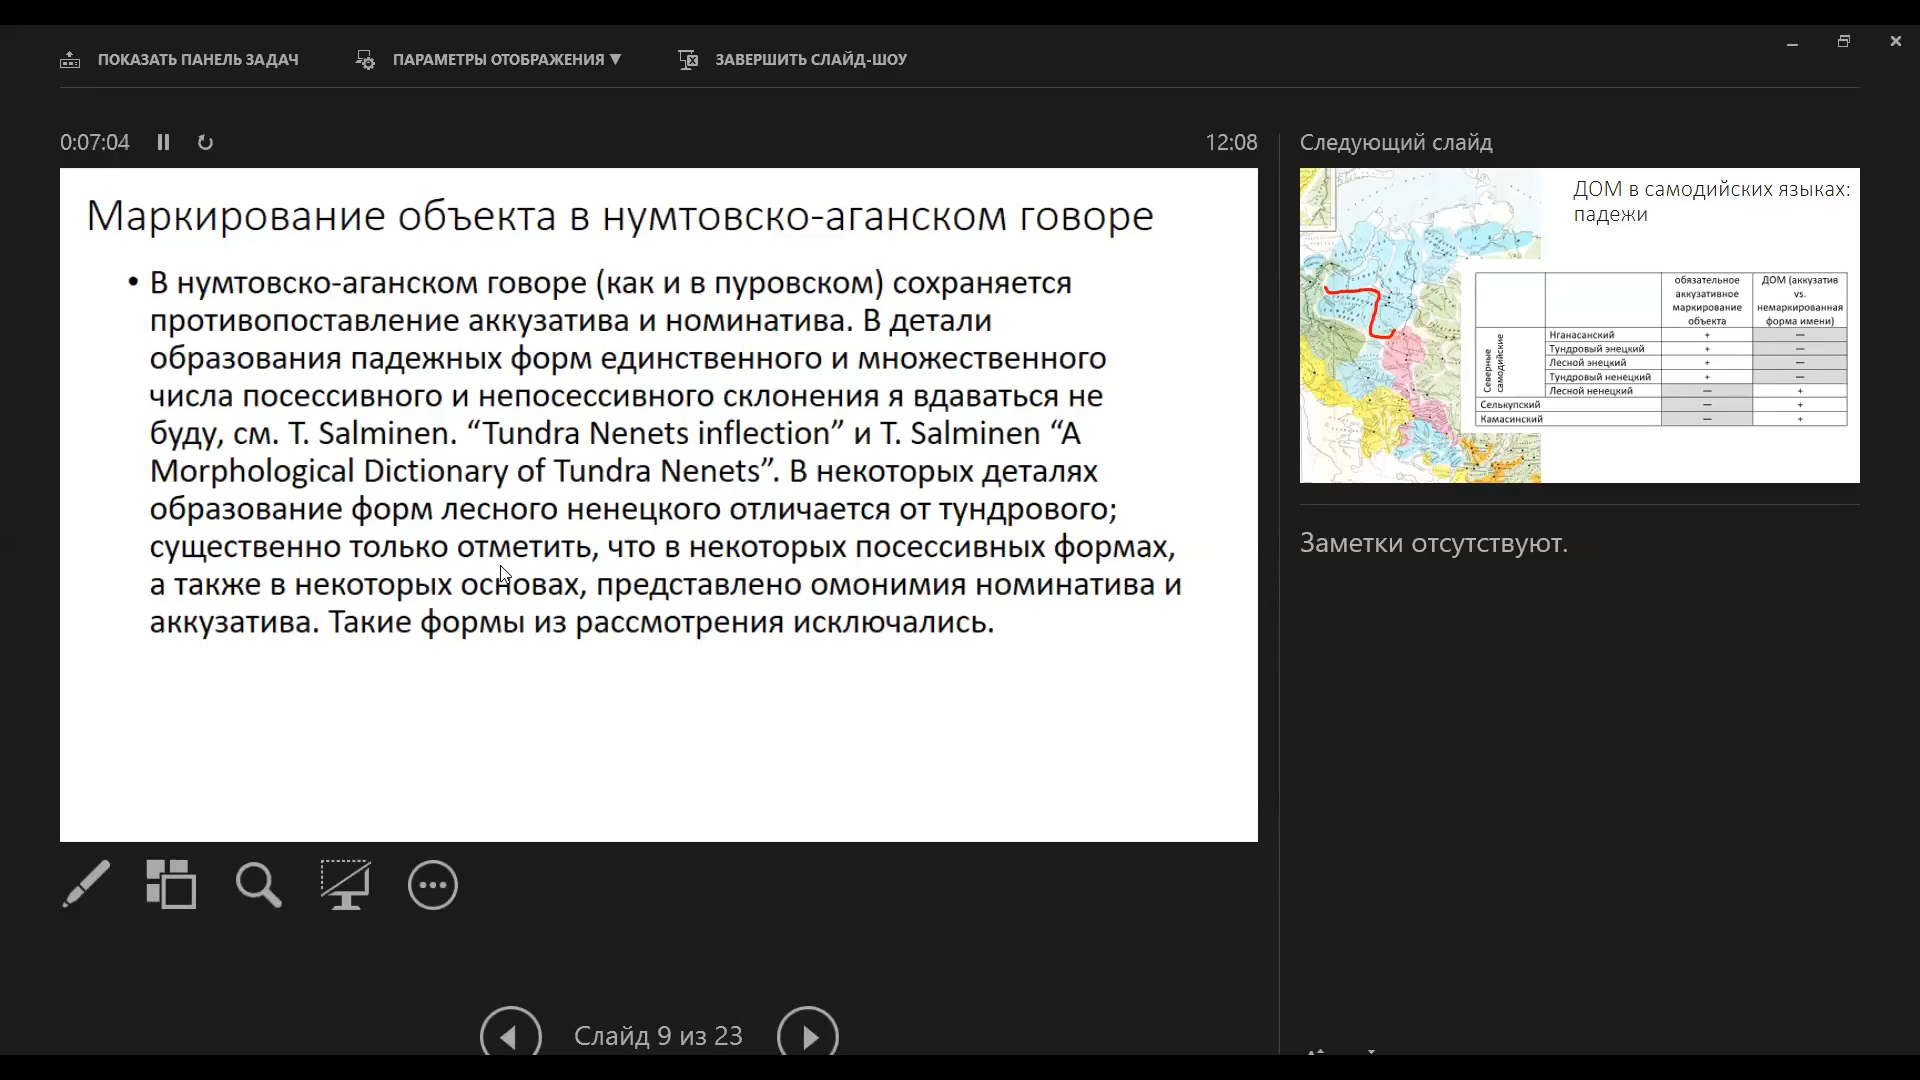 ПОКАЗАТЬ ПАНЕЛЬ ЗАДАЧ
ПАРАМЕТРЫ ОТОБРАЖЕНИЯ ▼
ЗАВЕРШИТЬ СЛАЙД-ШОУ
0:07:04
12:08
Маркирование объекта в нумтовско-аганском говоре
• В нумтовско-аганском говоре (как и в пуровском) сохраняется
противопоставление аккузатива и номинатива. В детали
образования падежных форм единственного и множественного
числа посессивного и непосессивного склонения я вдаваться не
буду, см. T. Salminen. “Tundra Nenets inflection” и T. Salminen “A
Morphological Dictionary of Tundra Nenets”. В некоторых деталях
образование форм лесного ненецкого отличается от тундрового;
существенно только отметить, что в некоторых посессивных формах,
а также в некоторых основах, представлено омонимия номинатива и
аккузатива. Такие формы из рассмотрения исключались.
Слайд 9 из 23
Следующий слайд
ДОМ в самодийских языках:
падежи
обязательное
аккузативное
маркирование
объекта
ДОМ (аккузатив
vs.
немаркированная
форма имени)
Северные
самодийские
Нганасанский + —
Тундровый энецкий + —
Лесной энецкий + —
Тундровый ненецкий + —
Лесной ненецкий — +
Селькупский — +
Камасинский — +
Заметки отсутствуют.